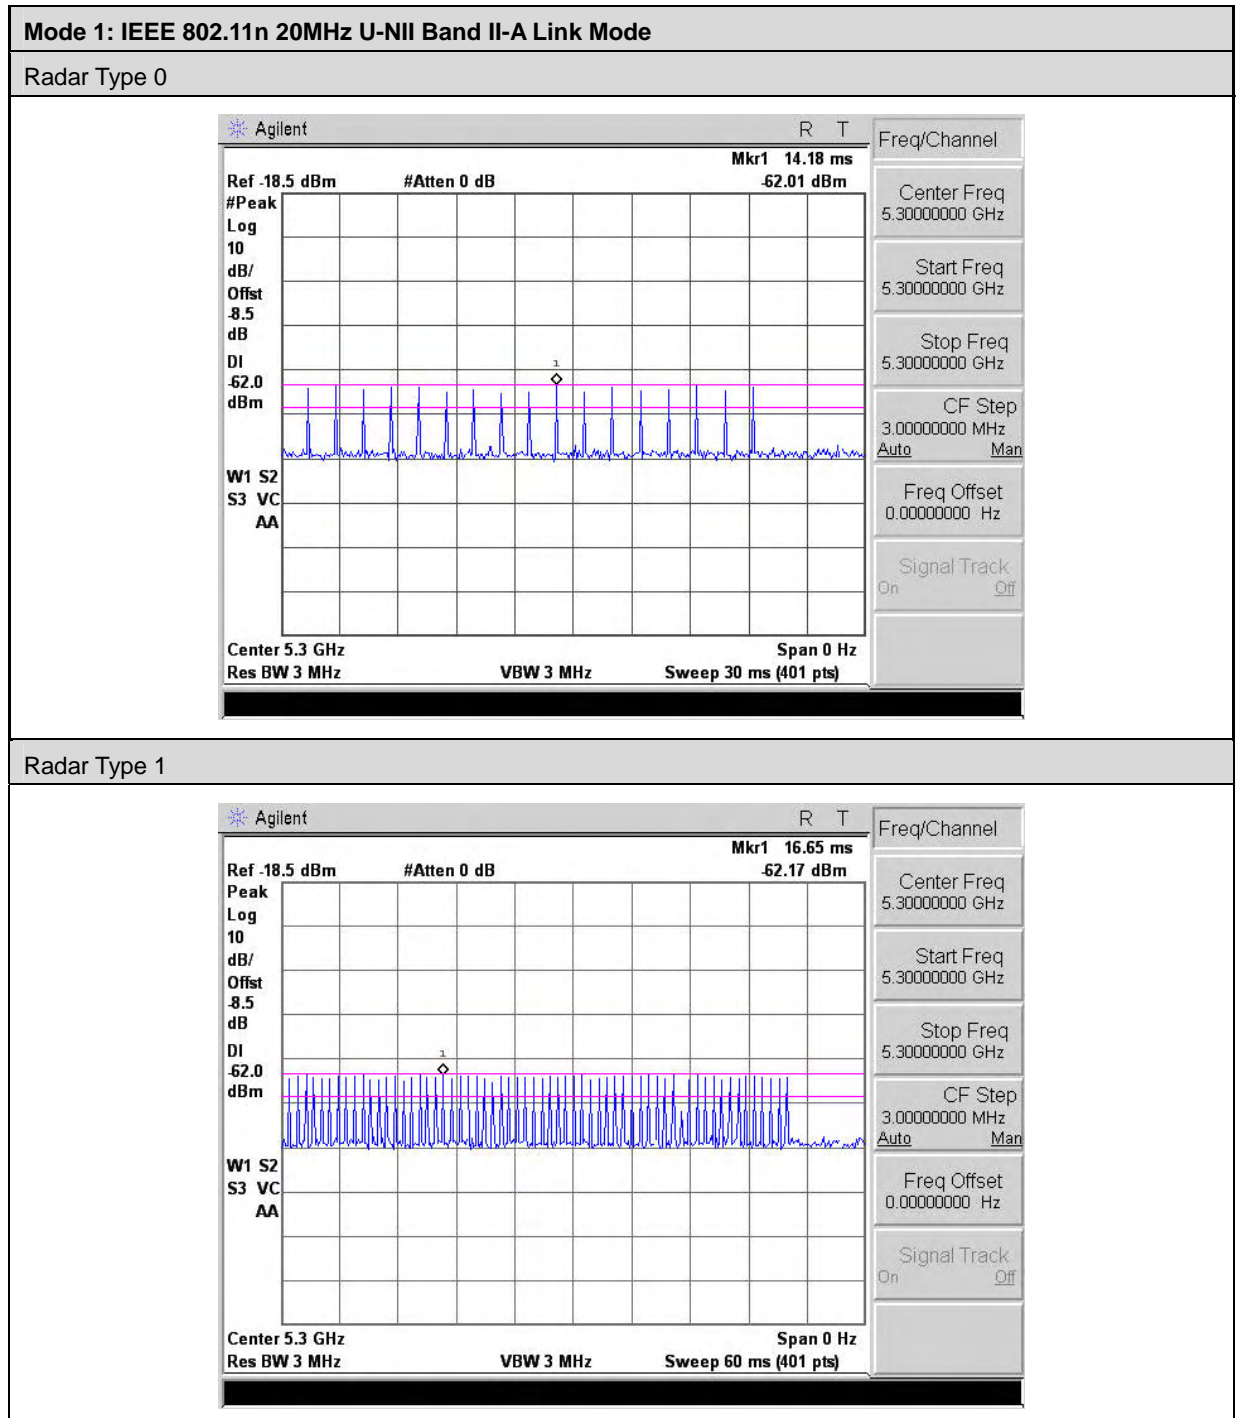 Mode 1: IEEE 802.11n 20MHz U-NII Band II-A Link Mode
Radar Type 0
Agilent R T
Mkr1 14.18 ms
Ref -18.5 dBm #Atten 0 dB -62.01 dBm
#Peak
Log
10
dB/
Offst
-8.5
dB
DI
-62.0
dBm
1
W1 S2
S3 VC
AA
Center 5.3 GHz Span 0 Hz
Res BW 3 MHz VBW 3 MHz Sweep 30 ms (401 pts)
Freq/Channel
Center Freq
5.30000000 GHz
Start Freq
5.30000000 GHz
Stop Freq
5.30000000 GHz
CF Step
3.00000000 MHz
Auto Man
Freq Offset
0.00000000 Hz
Signal Track
On Off
Radar Type 1
Agilent R T
Mkr1 16.65 ms
Ref -18.5 dBm #Atten 0 dB -62.17 dBm
Peak
Log
10
dB/
Offst
-8.5
dB
DI
-62.0
dBm
1
W1 S2
S3 VC
AA
Center 5.3 GHz Span 0 Hz
Res BW 3 MHz VBW 3 MHz Sweep 60 ms (401 pts)
Freq/Channel
Center Freq
5.30000000 GHz
Start Freq
5.30000000 GHz
Stop Freq
5.30000000 GHz
CF Step
3.00000000 MHz
Auto Man
Freq Offset
0.00000000 Hz
Signal Track
On Off